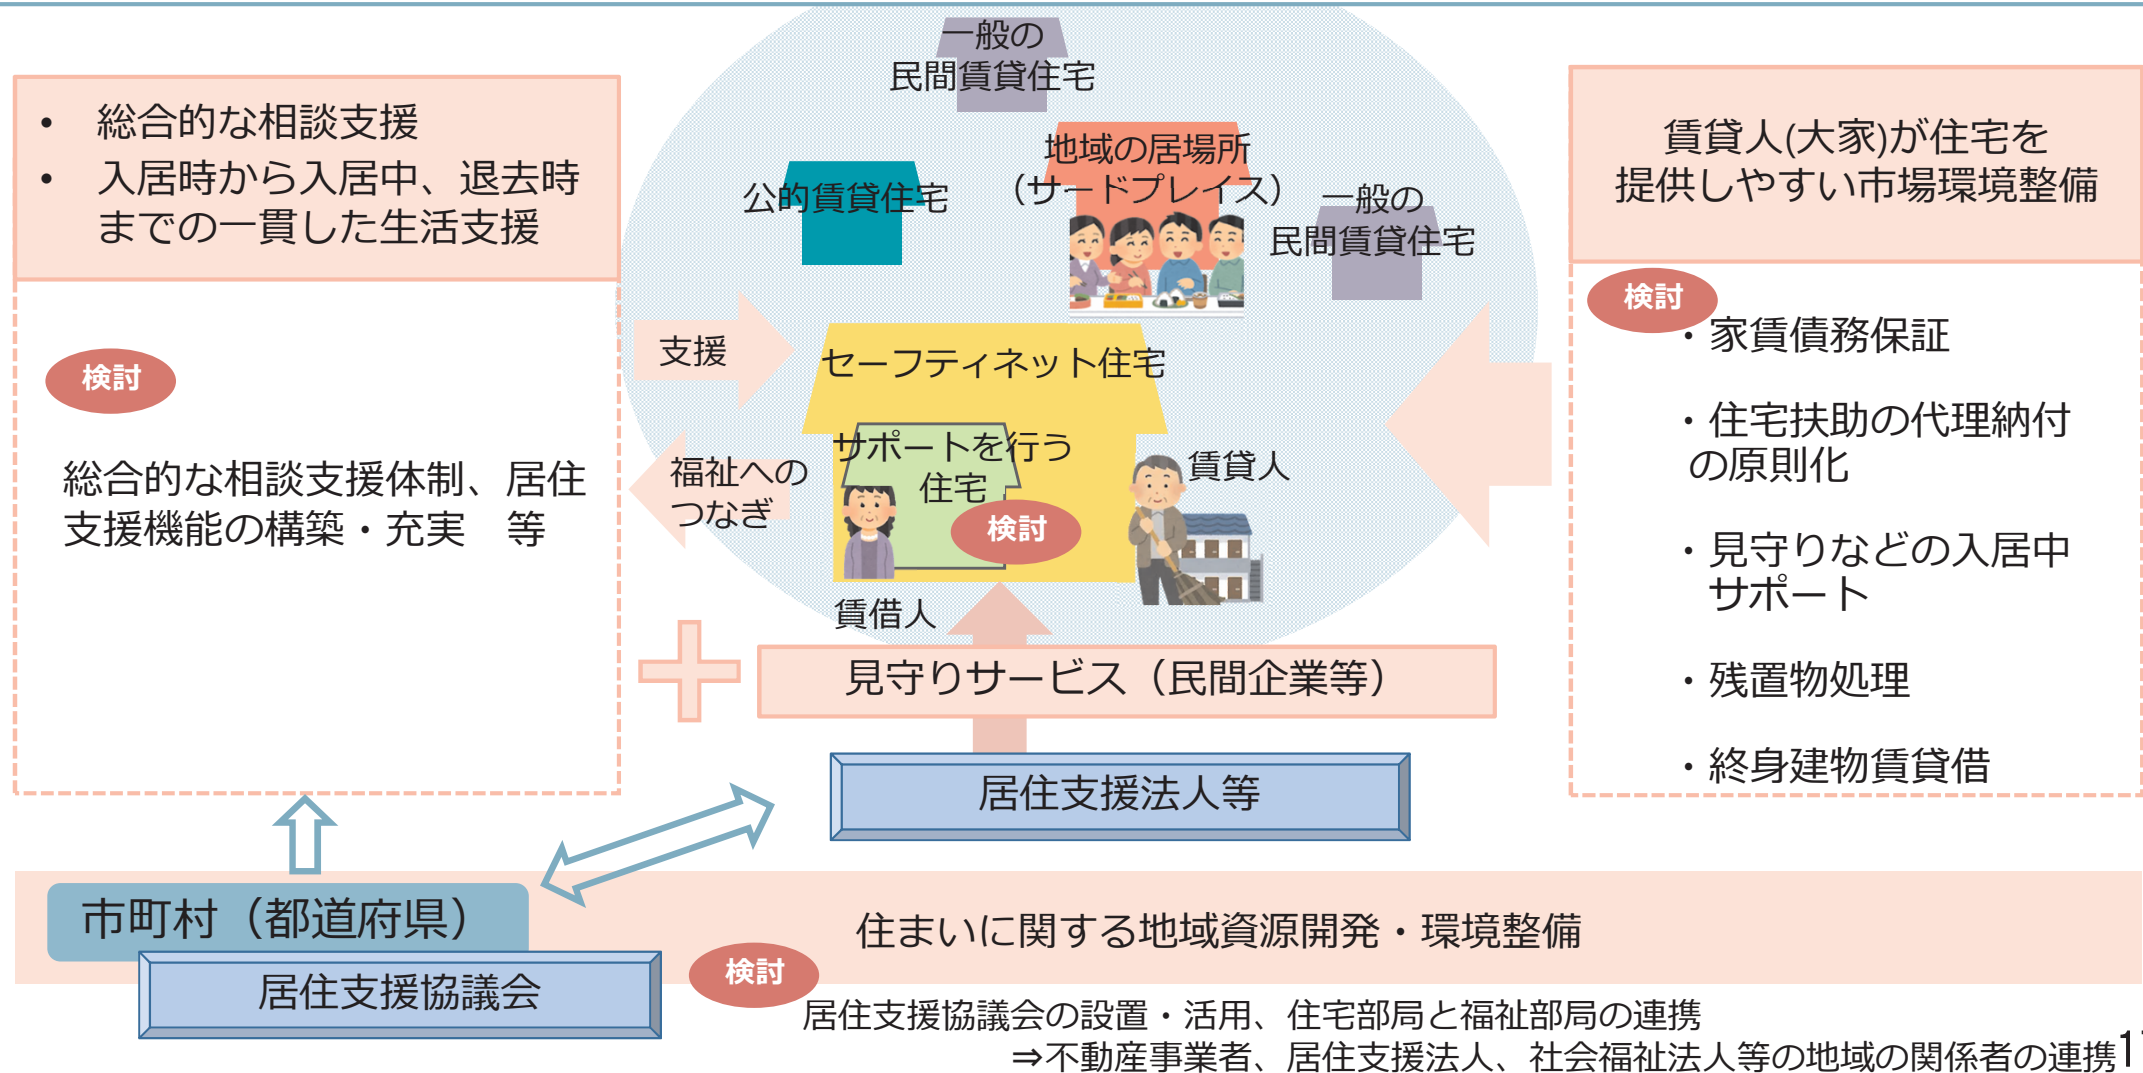 • 総合的な相談支援
• 入居時から入居中、退去時
までの一貫した生活支援
検討
総合的な相談支援体制、居住
支援機能の構築・充実　等
一般の
民間賃貸住宅
公的賃貸住宅
地域の居場所
（サードプレイス）
一般の
民間賃貸住宅
支援
福祉への
つなぎ
セーフティネット住宅
サポートを行う
住宅
検討
賃貸人
賃借人
見守りサービス（民間企業等）
居住支援法人等
賃貸人(大家)が住宅を
提供しやすい市場環境整備
検討
・家賃債務保証
・住宅扶助の代理納付
の原則化
・見守りなどの入居中
サポート
・残置物処理
・終身建物賃貸借
市町村（都道府県）
居住支援協議会
住まいに関する地域資源開発・環境整備
検討
居住支援協議会の設置・活用、住宅部局と福祉部局の連携
⇒不動産事業者、居住支援法人、社会福祉法人等の地域の関係者の連携